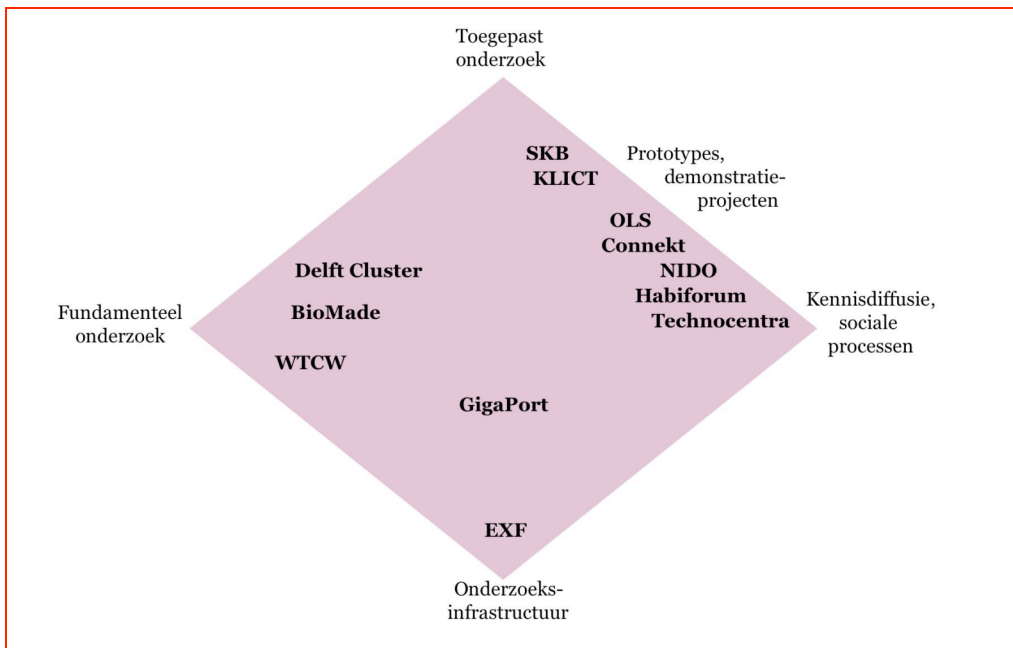 Toegepast
onderzoek
SKB
KLICT
Prototypes,
demonstratie-
projecten
OLS
Connekt
NIDO
Habiforum
Technocentra
Delft Cluster
BioMade
WTCW
Fundamenteel
onderzoek
Kennisdiffusie,
sociale
processen
GigaPort
EXF
Onderzoeks-
infrastructuur